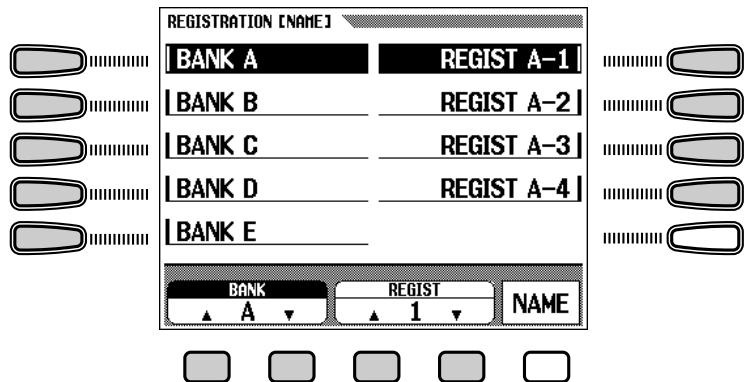 REGISTRATION [NAME]
BANK A REGIST A-1
BANK B REGIST A-2
BANK C REGIST A-3
BANK D REGIST A-4
BANK E
BANK REGIST NAME
▲ A ▼ ▲ 1 ▼